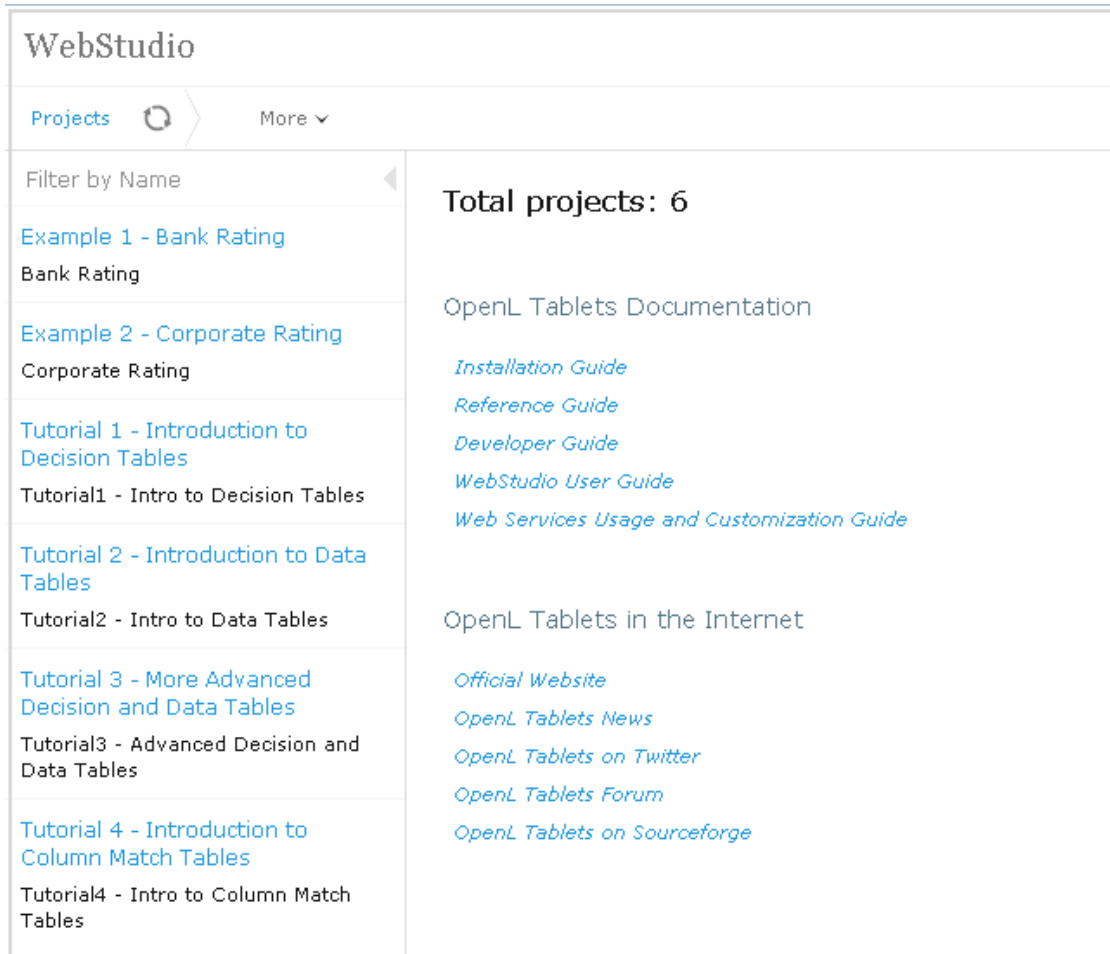 WebStudio
Projects
More
Filter by Name
Example 1 - Bank Rating
Bank Rating
Example 2 - Corporate Rating
Corporate Rating
Tutorial 1 - Introduction to
Decision Tables
Tutorial1 - Intro to Decision Tables
Tutorial 2 - Introduction to Data
Tables
Tutorial2 - Intro to Data Tables
Tutorial 3 - More Advanced
Decision and Data Tables
Tutorial3 - Advanced Decision and
Data Tables
Tutorial 4 - Introduction to
Column Match Tables
Tutorial4 - Intro to Column Match
Tables
Total projects: 6
OpenL Tablets Documentation
Installation Guide
Reference Guide
Developer Guide
WebStudio User Guide
Web Services Usage and Customization Guide
OpenL Tablets in the Internet
Official Website
OpenL Tablets News
OpenL Tablets on Twitter
OpenL Tablets Forum
OpenL Tablets on Sourceforge